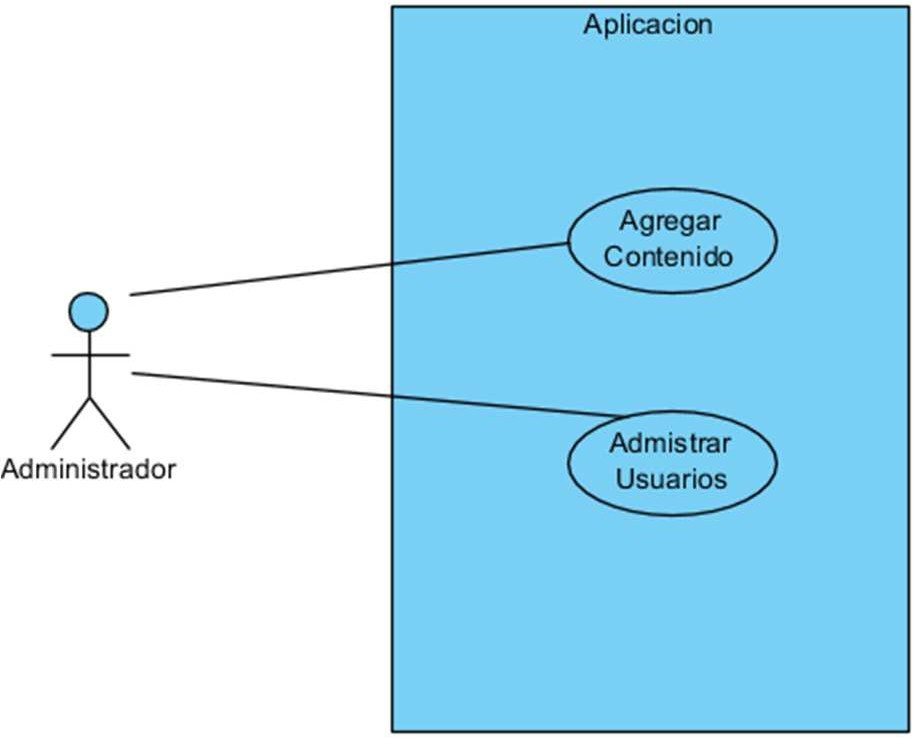 Aplicacion
Agregar
Contenido
Admistrar
Usuarios
Administrador